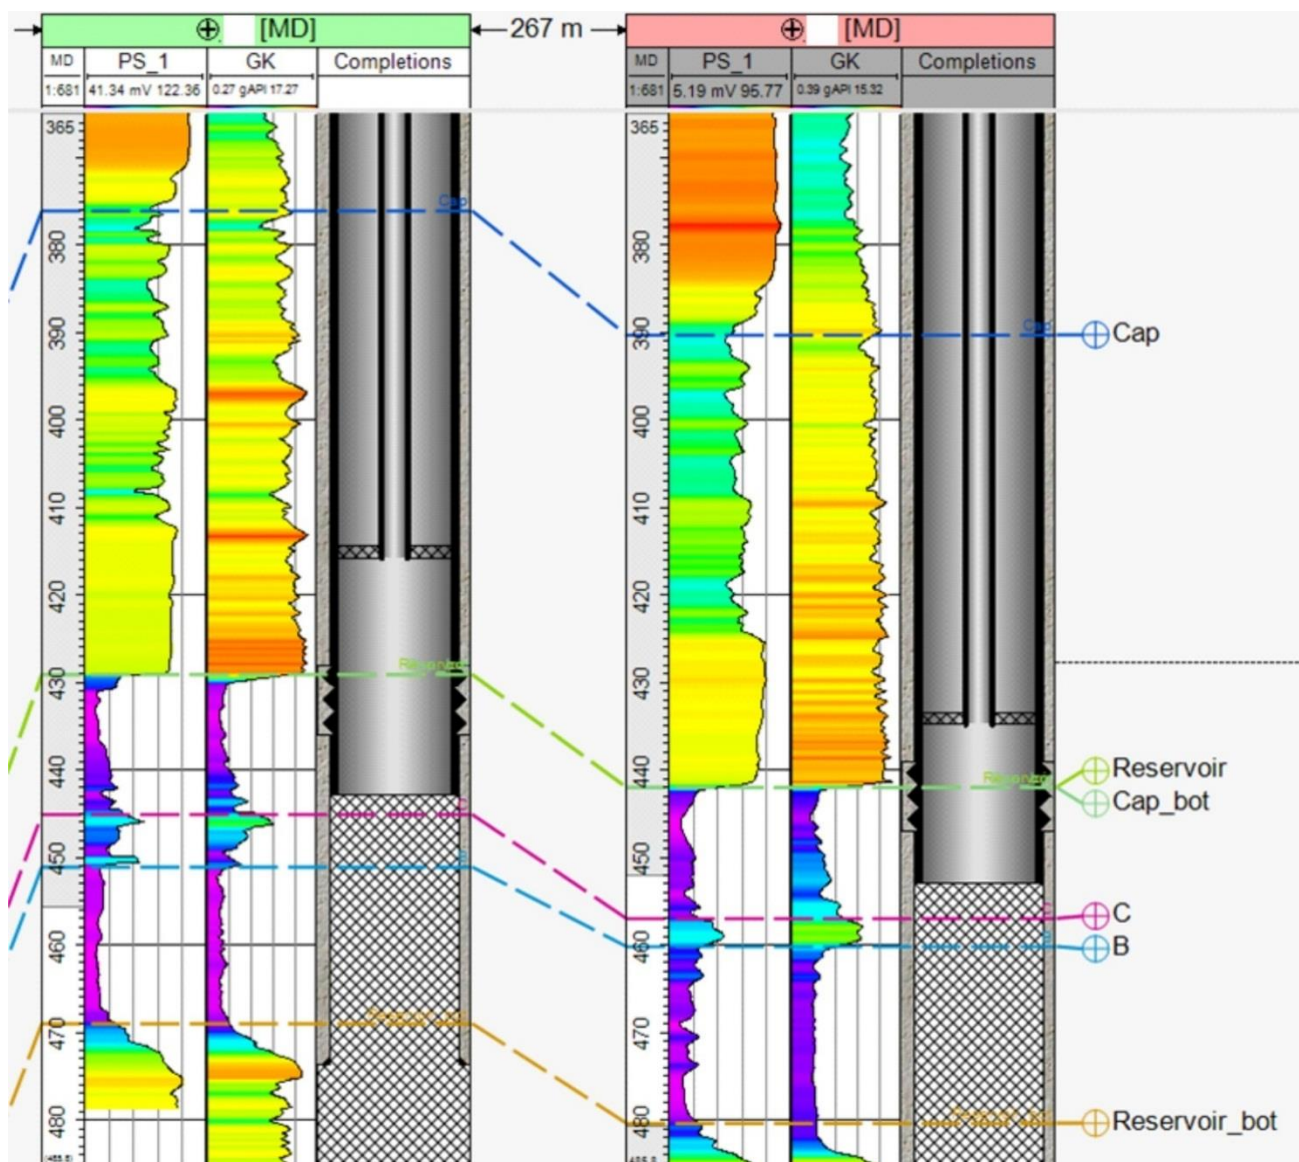 [MD] 267 m [MD]
MD PS_1 GK Completions MD PS_1 GK Completions
1:681 41.34 mV 122.36 0.27 gAPI 17.27 1:681 5.19 mV 95.77 0.39 gAPI 15.32
365 365
Cap
380 380
390 Cap Cap 390
400 400
410 410
420 420
Reservoir
430 430
440 Reservoir Reservoir 440
Cap_bot
C
450 450
B
C C
460 B B 460
470 470
480 480
Reservoir_bot